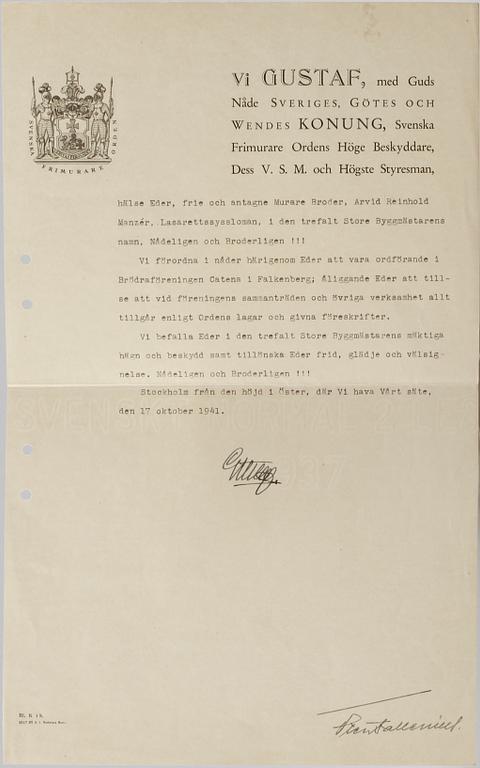 SVENSKA FRIMURARE ORDEN
Vi GUSTAF, med Guds
Nåde SVERIGES, GÖTES OCH
WENDES KONUNG, Svenska
Frimurare Ordens Höge Beskyddare,
Dess V. S. M. och Högste Styresman,
hälse Eder, frie och antagne Murare Broder, Arvid Reinhold
Manzér, Lasarettssyssloman, i den trefalt Store Byggmästarens
namn, Nådeligen och Broderligen !!!
Vi förordna i nåder härigenom Eder att vara ordförande i
Brödraföreningen Catena i Falkenberg; Åliggande Eder att till-
se att vid föreningens sammanträden och övriga verksamhet allt
tillgår enligt Ordens lagar och givna föreskrifter.
Vi befalla Eder i den trefalt Store Byggmästarens mäktiga
hägn och beskydd samt tillönska Eder frid, glädje och välsig-
nelse. Nådeligen och Broderligen !!!
Stockholm från den höjd i Öster, där Vi hava Vårt säte,
den 17 oktober 1941.